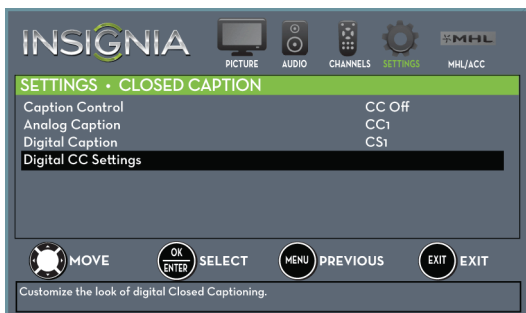 INSIGNIA
PICTURE AUDIO CHANNELS SETTINGS MHL MHL/ACC
SETTINGS • CLOSED CAPTION
Caption Control CC Off
Analog Caption CC1
Digital Caption CS1
Digital CC Settings
MOVE OK ENTER SELECT MENU PREVIOUS EXIT EXIT
Customize the look of digital Closed Captioning.